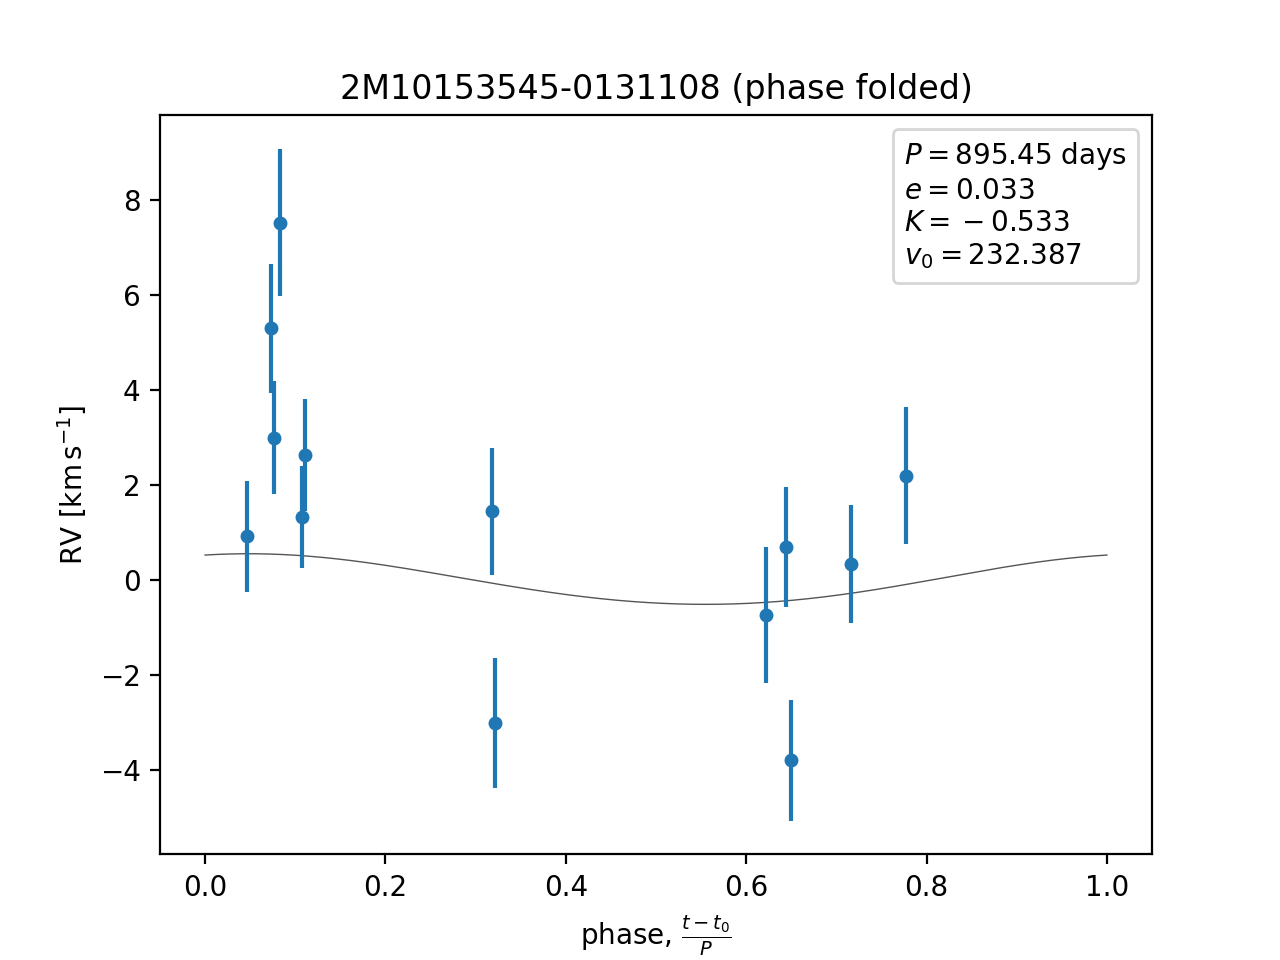 2M10153545-0131108 (phase folded)
P = 895.45 days
e = 0.033
K = −0.533
v₀ = 232.387
RV [km s⁻¹]
8
6
4
2
0
−2
−4
0.0 0.2 0.4 0.6 0.8 1.0
phase, (t − t₀)/P